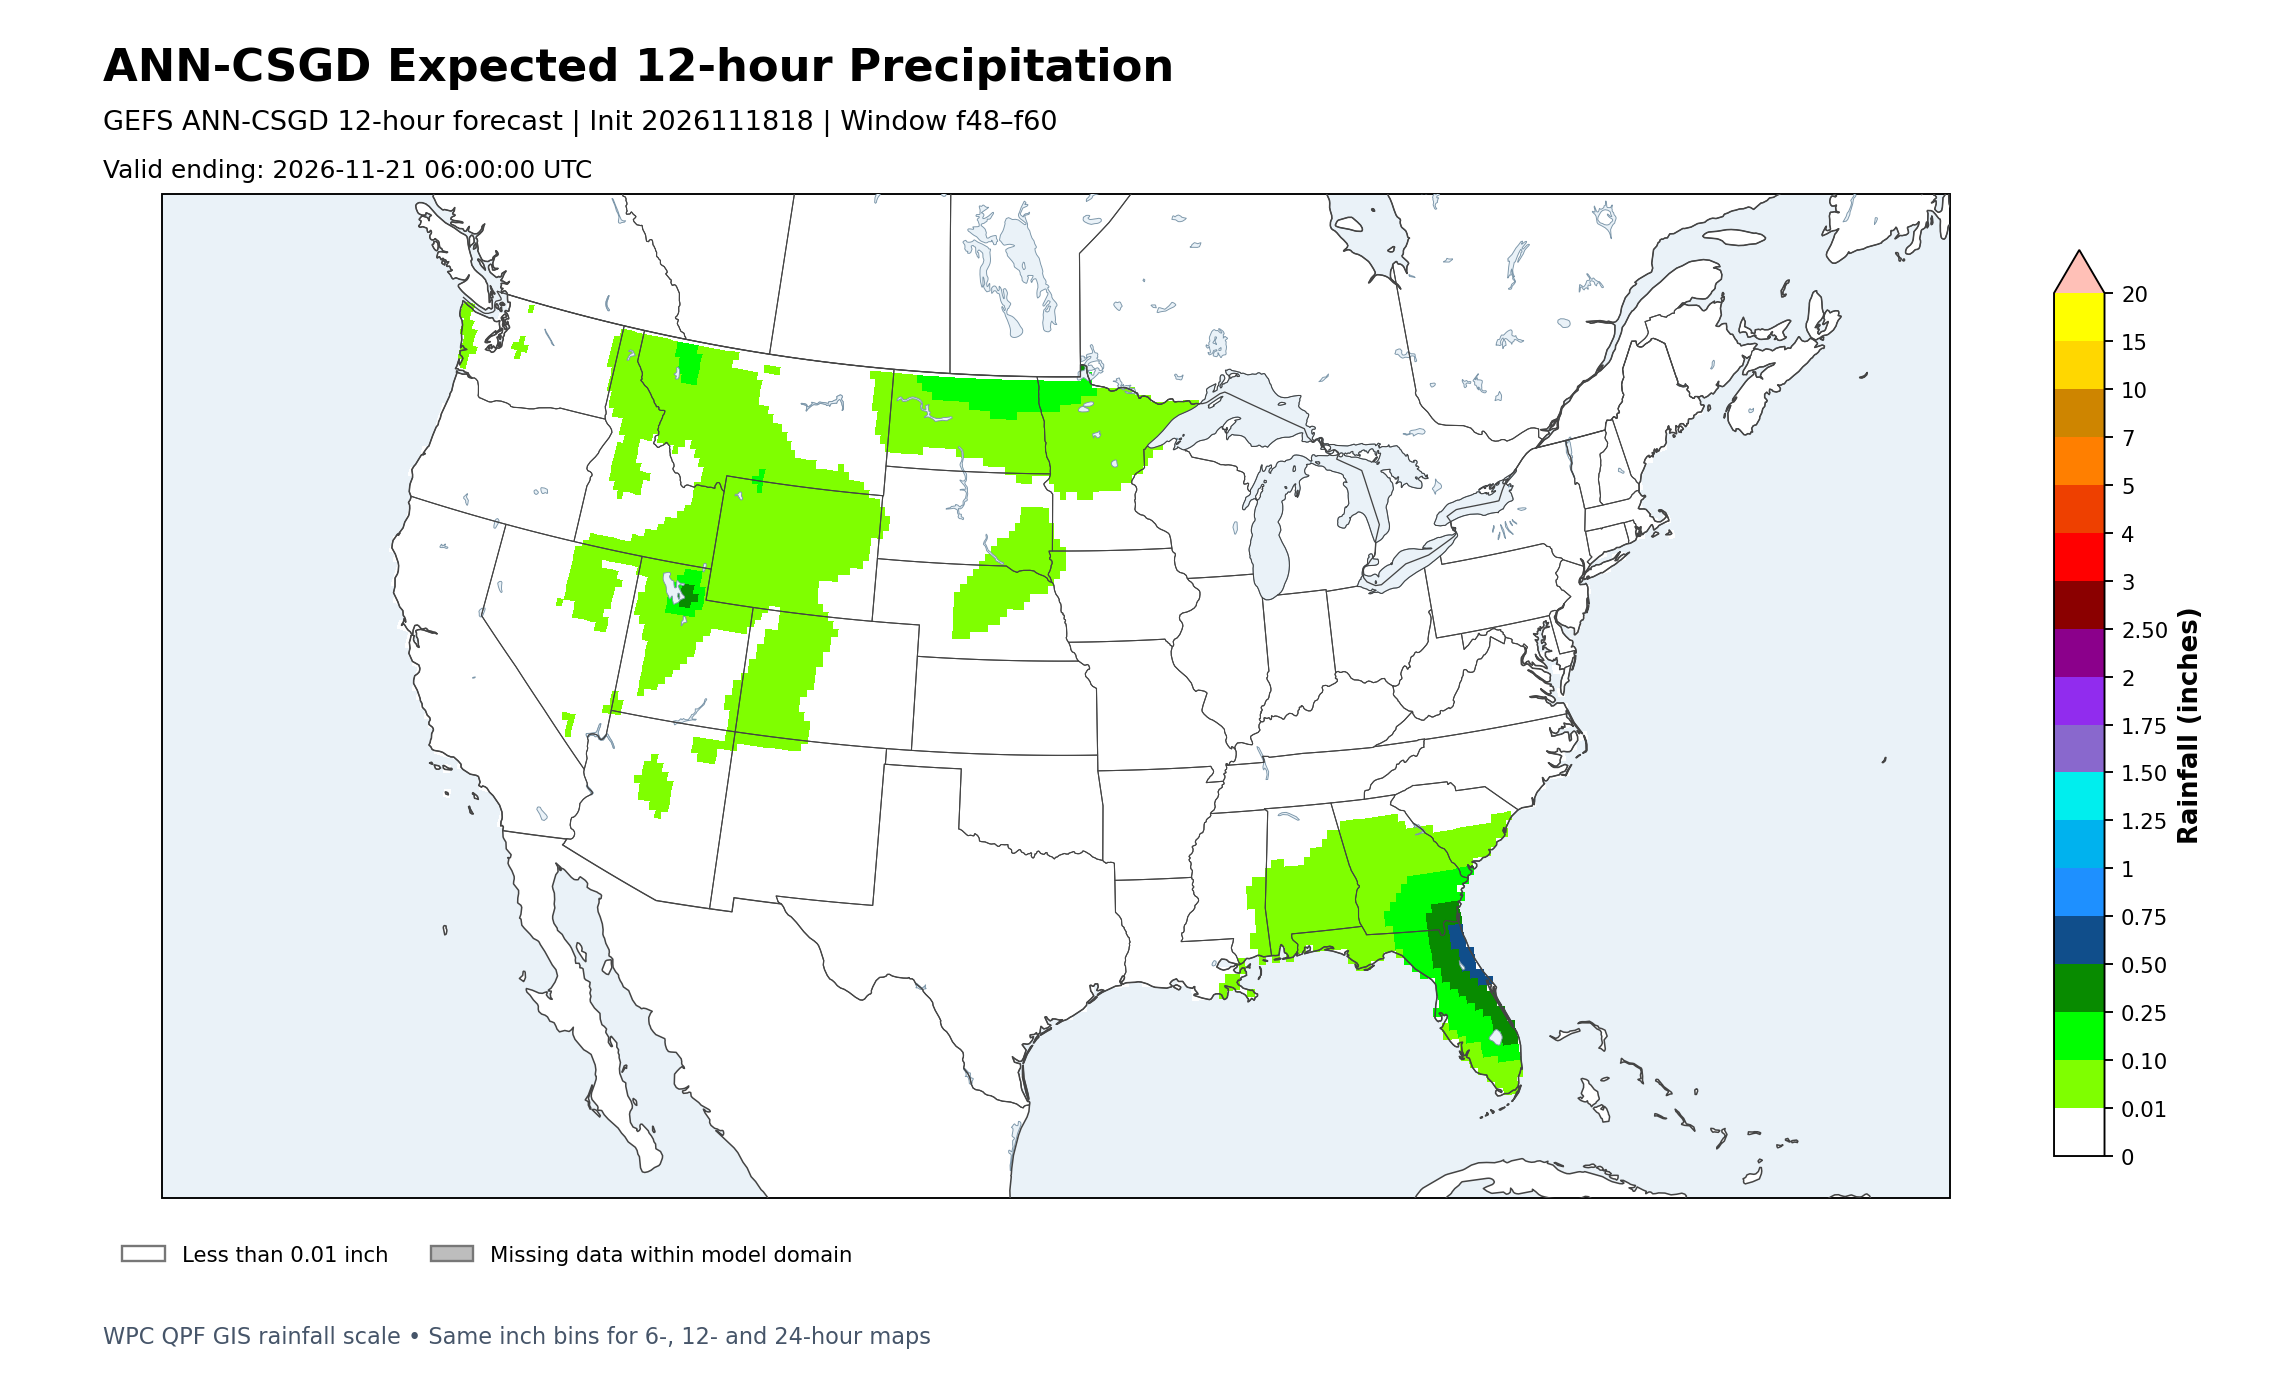 ANN-CSGD Expected 12-hour Precipitation
GEFS ANN-CSGD 12-hour forecast | Init 2026111818 | Window f48–f60
Valid ending: 2026-11-21 06:00:00 UTC
20
15
10
7
5
4
3
2.50
2
1.75
1.50
1.25
1
0.75
0.50
0.25
0.10
0.01
0
Rainfall (inches)
Less than 0.01 inch
Missing data within model domain
WPC QPF GIS rainfall scale • Same inch bins for 6-, 12- and 24-hour maps